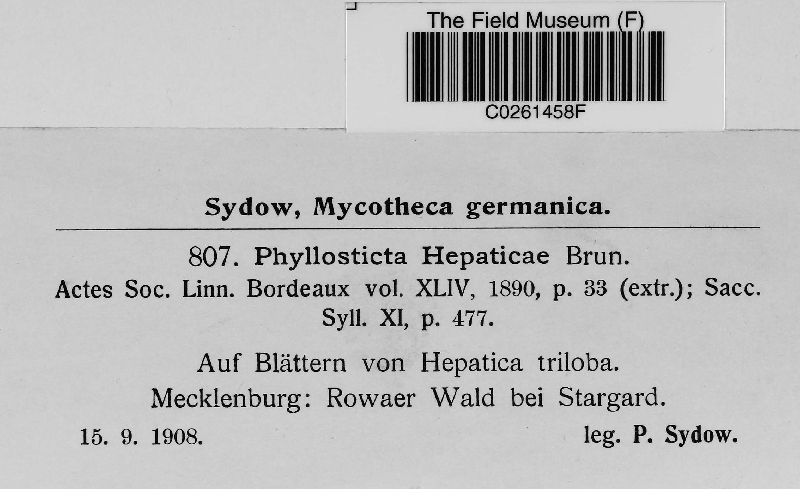 The Field Museum (F)
C0261458F
Sydow, Mycotheca germanica.
807. Phyllosticta Hepaticae Brun.
Actes Soc. Linn. Bordeaux vol. XLIV, 1890, p. 33 (extr.); Sacc.
Syll. XI, p. 477.
Auf Blättern von Hepatica triloba.
Mecklenburg: Rowaer Wald bei Stargard.
15. 9. 1908. leg. P. Sydow.